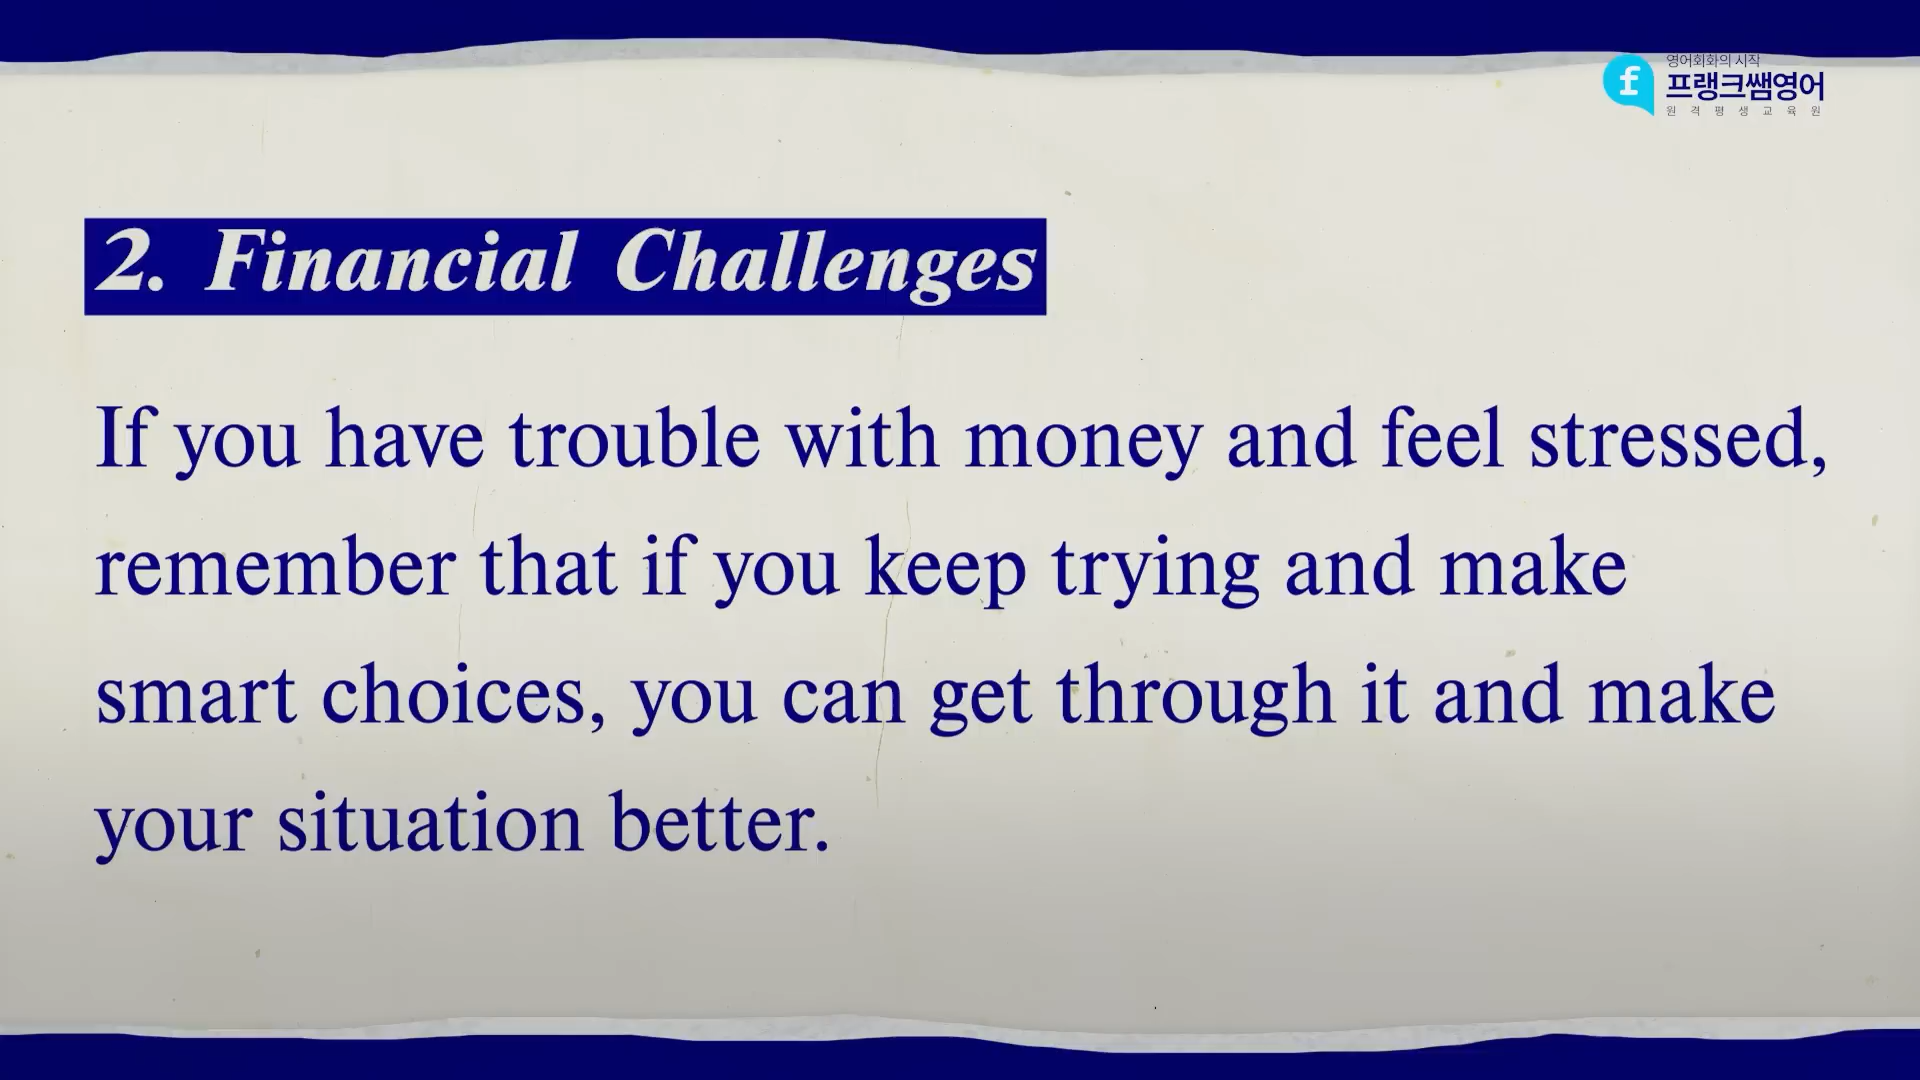 영어회화의 시작
프랭크쌤영어
원격평생교육원
2. Financial Challenges
If you have trouble with money and feel stressed,
remember that if you keep trying and make
smart choices, you can get through it and make
your situation better.